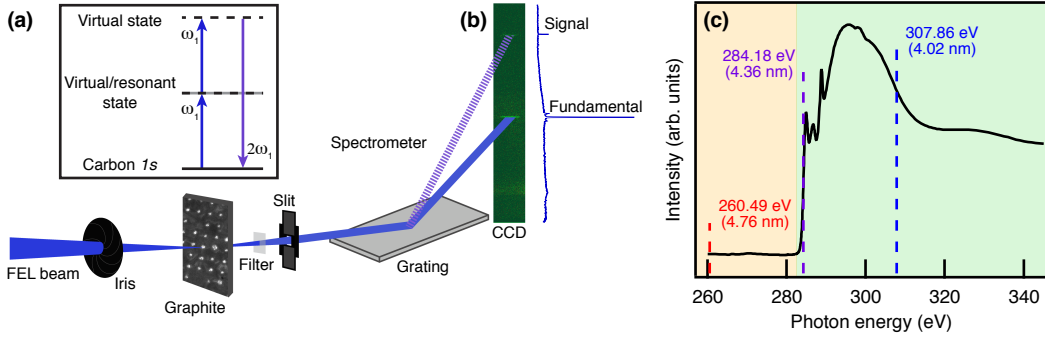 (a)
Virtual state
ω1
Virtual/resonant
state
ω1
2ω1
Carbon 1s
FEL beam
Iris
Graphite
Filter
Slit
Spectrometer
Grating
(b)
Signal
Fundamental
CCD
(c)
284.18 eV
(4.36 nm)
307.86 eV
(4.02 nm)
260.49 eV
(4.76 nm)
Intensity (arb. units)
260
280
300
320
340
Photon energy (eV)